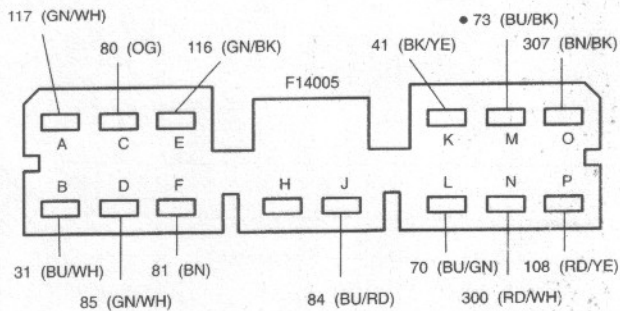 117 (GN/WH)
80 (OG)
116 (GN/BK)
41 (BK/YE)
• 73 (BU/BK)
307 (BN/BK)
F14005
A C E K M O
B D F H J L N P
31 (BU/WH)
81 (BN)
70 (BU/GN)
108 (RD/YE)
85 (GN/WH)
84 (BU/RD)
300 (RD/WH)